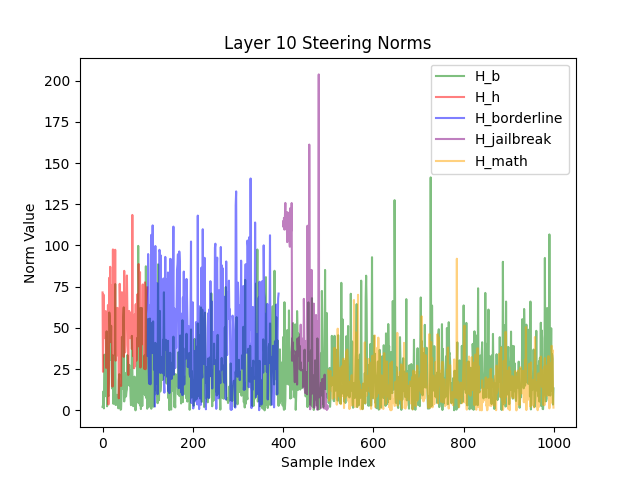 Layer 10 Steering Norms
H_b
H_h
H_borderline
H_jailbreak
H_math
Norm Value
200
175
150
125
100
75
50
25
0
0 200 400 600 800 1000
Sample Index